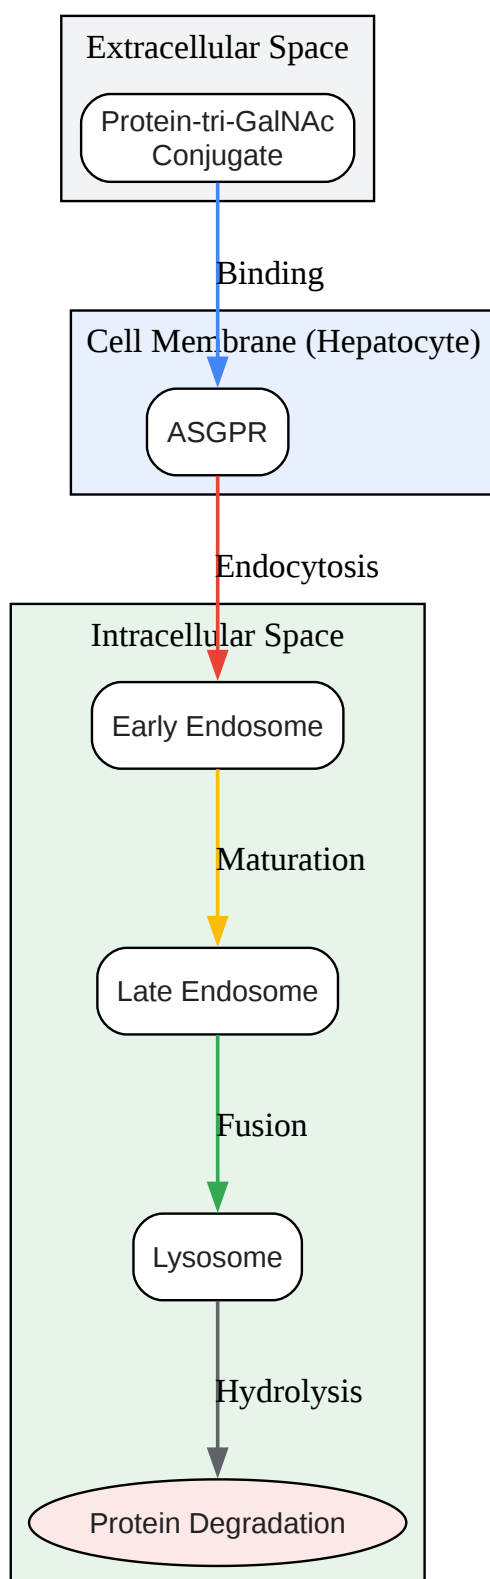 Extracellular Space
Protein-tri-GalNAc
Conjugate
Binding
Cell Membrane (Hepatocyte)
ASGPR
Endocytosis
Intracellular Space
Early Endosome
Maturation
Late Endosome
Fusion
Lysosome
Hydrolysis
Protein Degradation